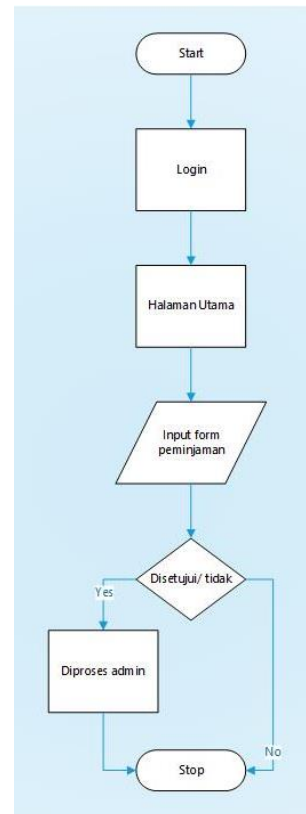 Start
Login
Halaman Utama
Input form
peminjaman
Disetujui/ tidak
Yes
Diproses admin
No
Stop